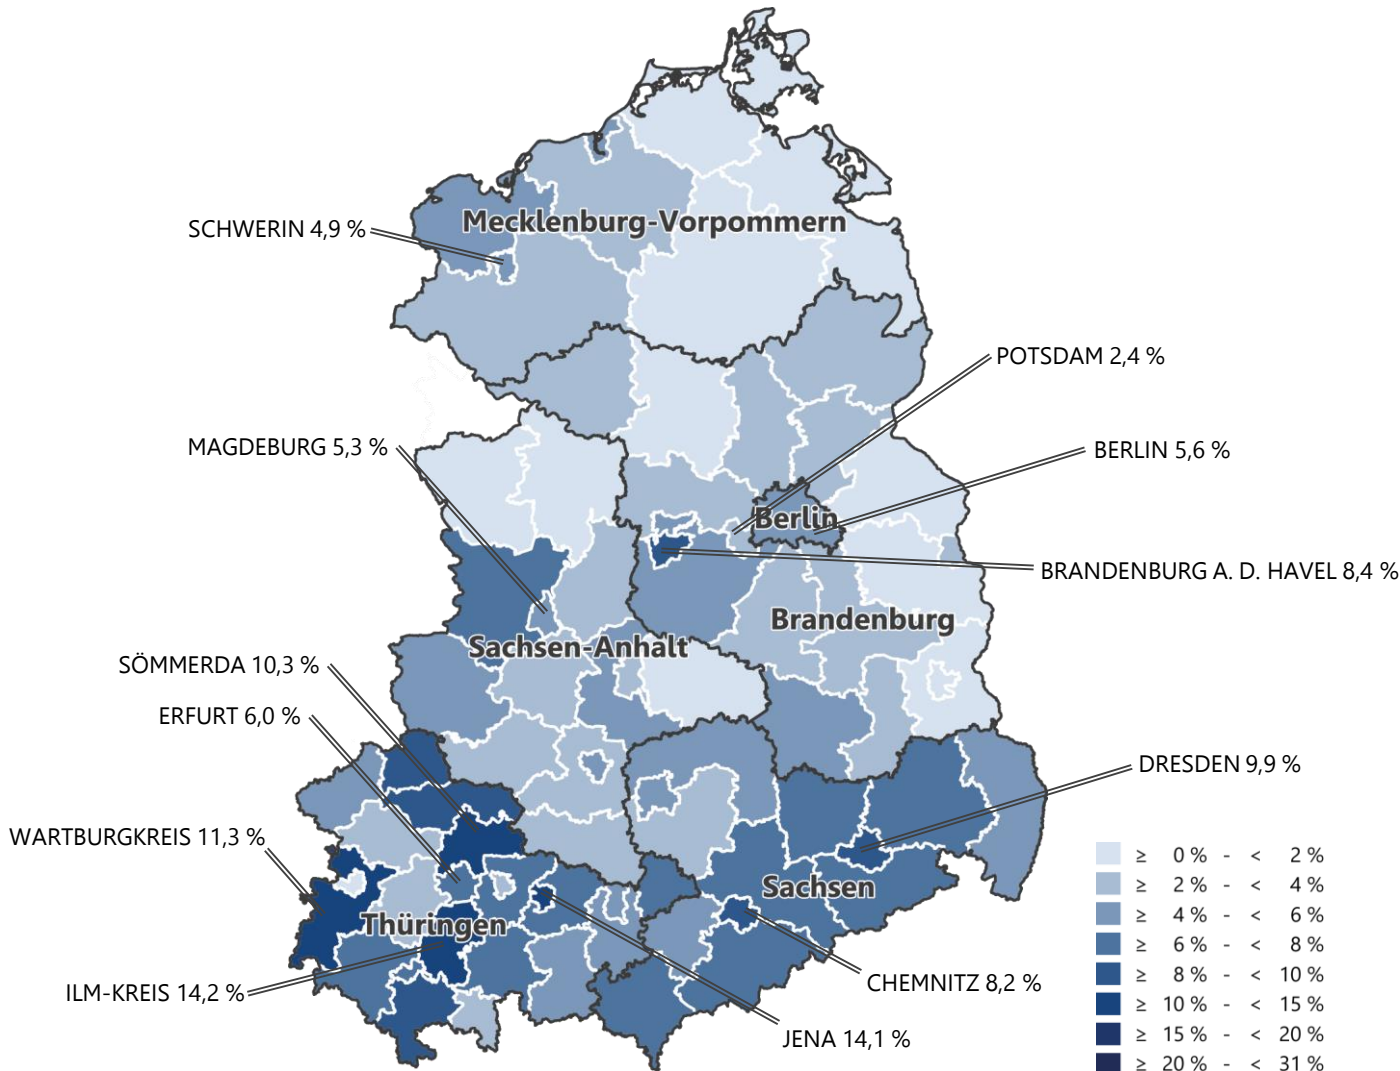 Mecklenburg-Vorpommern
SCHWERIN 4,9 %
POTSDAM 2,4 %
MAGDEBURG 5,3 %
BERLIN 5,6 %
Berlin
BRANDENBURG A. D. HAVEL 8,4 %
Brandenburg
Sachsen-Anhalt
SÖMMERDA 10,3 %
ERFURT 6,0 %
DRESDEN 9,9 %
WARTBURGKREIS 11,3 %
Sachsen
Thüringen
CHEMNITZ 8,2 %
ILM-KREIS 14,2 %
JENA 14,1 %
≥ 0 % - < 2 %
≥ 2 % - < 4 %
≥ 4 % - < 6 %
≥ 6 % - < 8 %
≥ 8 % - < 10 %
≥ 10 % - < 15 %
≥ 15 % - < 20 %
≥ 20 % - < 31 %